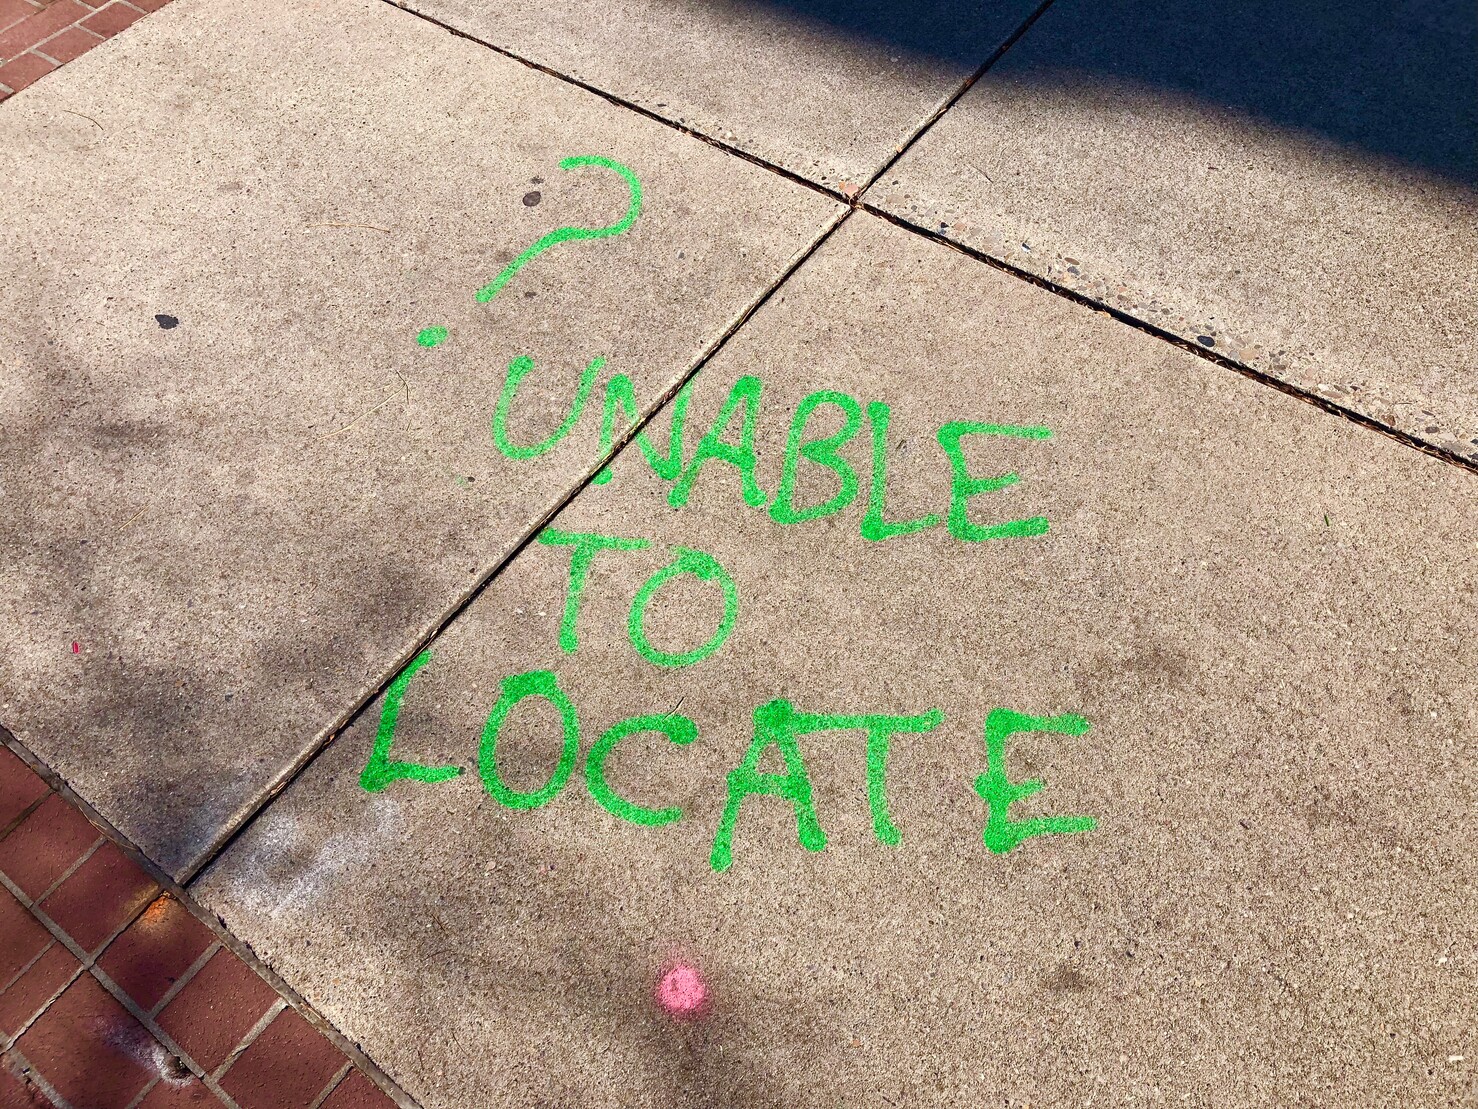 ?
UNABLE
TO
LOCATE